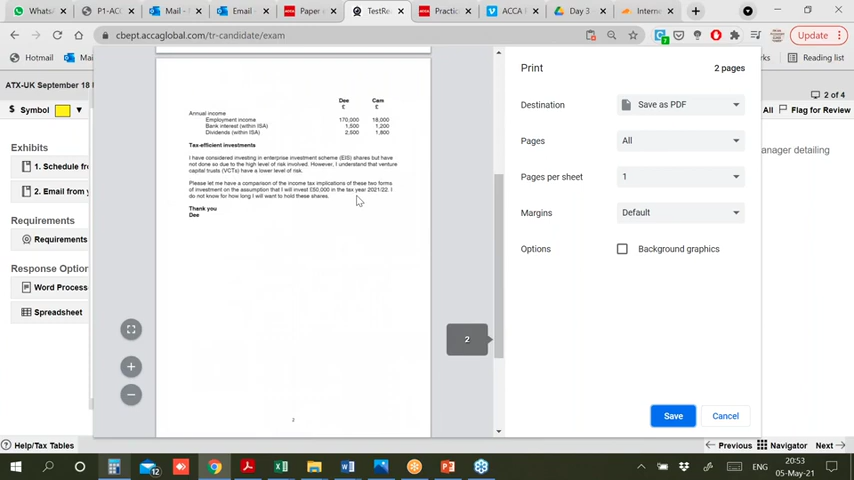 WhatsA
P1-AC
Mail -
Email -
Paper e
TestRe
Practic
ACCA
Day 3
Intern
cbept.accaglobal.com/tr-candidate/exam
Update
Hotmail
Reading list
ATX-UK September 18
2 of 4
Symbol
All
Flag for Review
Exhibits
1. Schedule fr
2. Email from y
Requirements
Requirements
Response Option
Word Process
Spreadsheet
anager detailing
Dee Cam
£ £
Annual income
Employment income 170,000 18,000
Bank interest (within ISA) 1,500 1,200
Dividends (within ISA) 2,500 1,800
Tax-efficient investments
I have considered investing in enterprise investment scheme (EIS) shares but have
not done so due to the high level of risk involved. However, I understand that venture
capital trusts (VCTs) have a lower level of risk.
Please let me have a comparison of the income tax implications of these two forms
of investment on the assumption that I will invest £50,000 in the tax year 2021/22. I
do not know for how long I will want to hold these shares.
Thank you
Dee
2
2
Print 2 pages
Destination Save as PDF
Pages All
Pages per sheet 1
Margins Default
Options Background graphics
Save Cancel
Help/Tax Tables
Previous Navigator Next
12
ENG
20:53
05-May-21